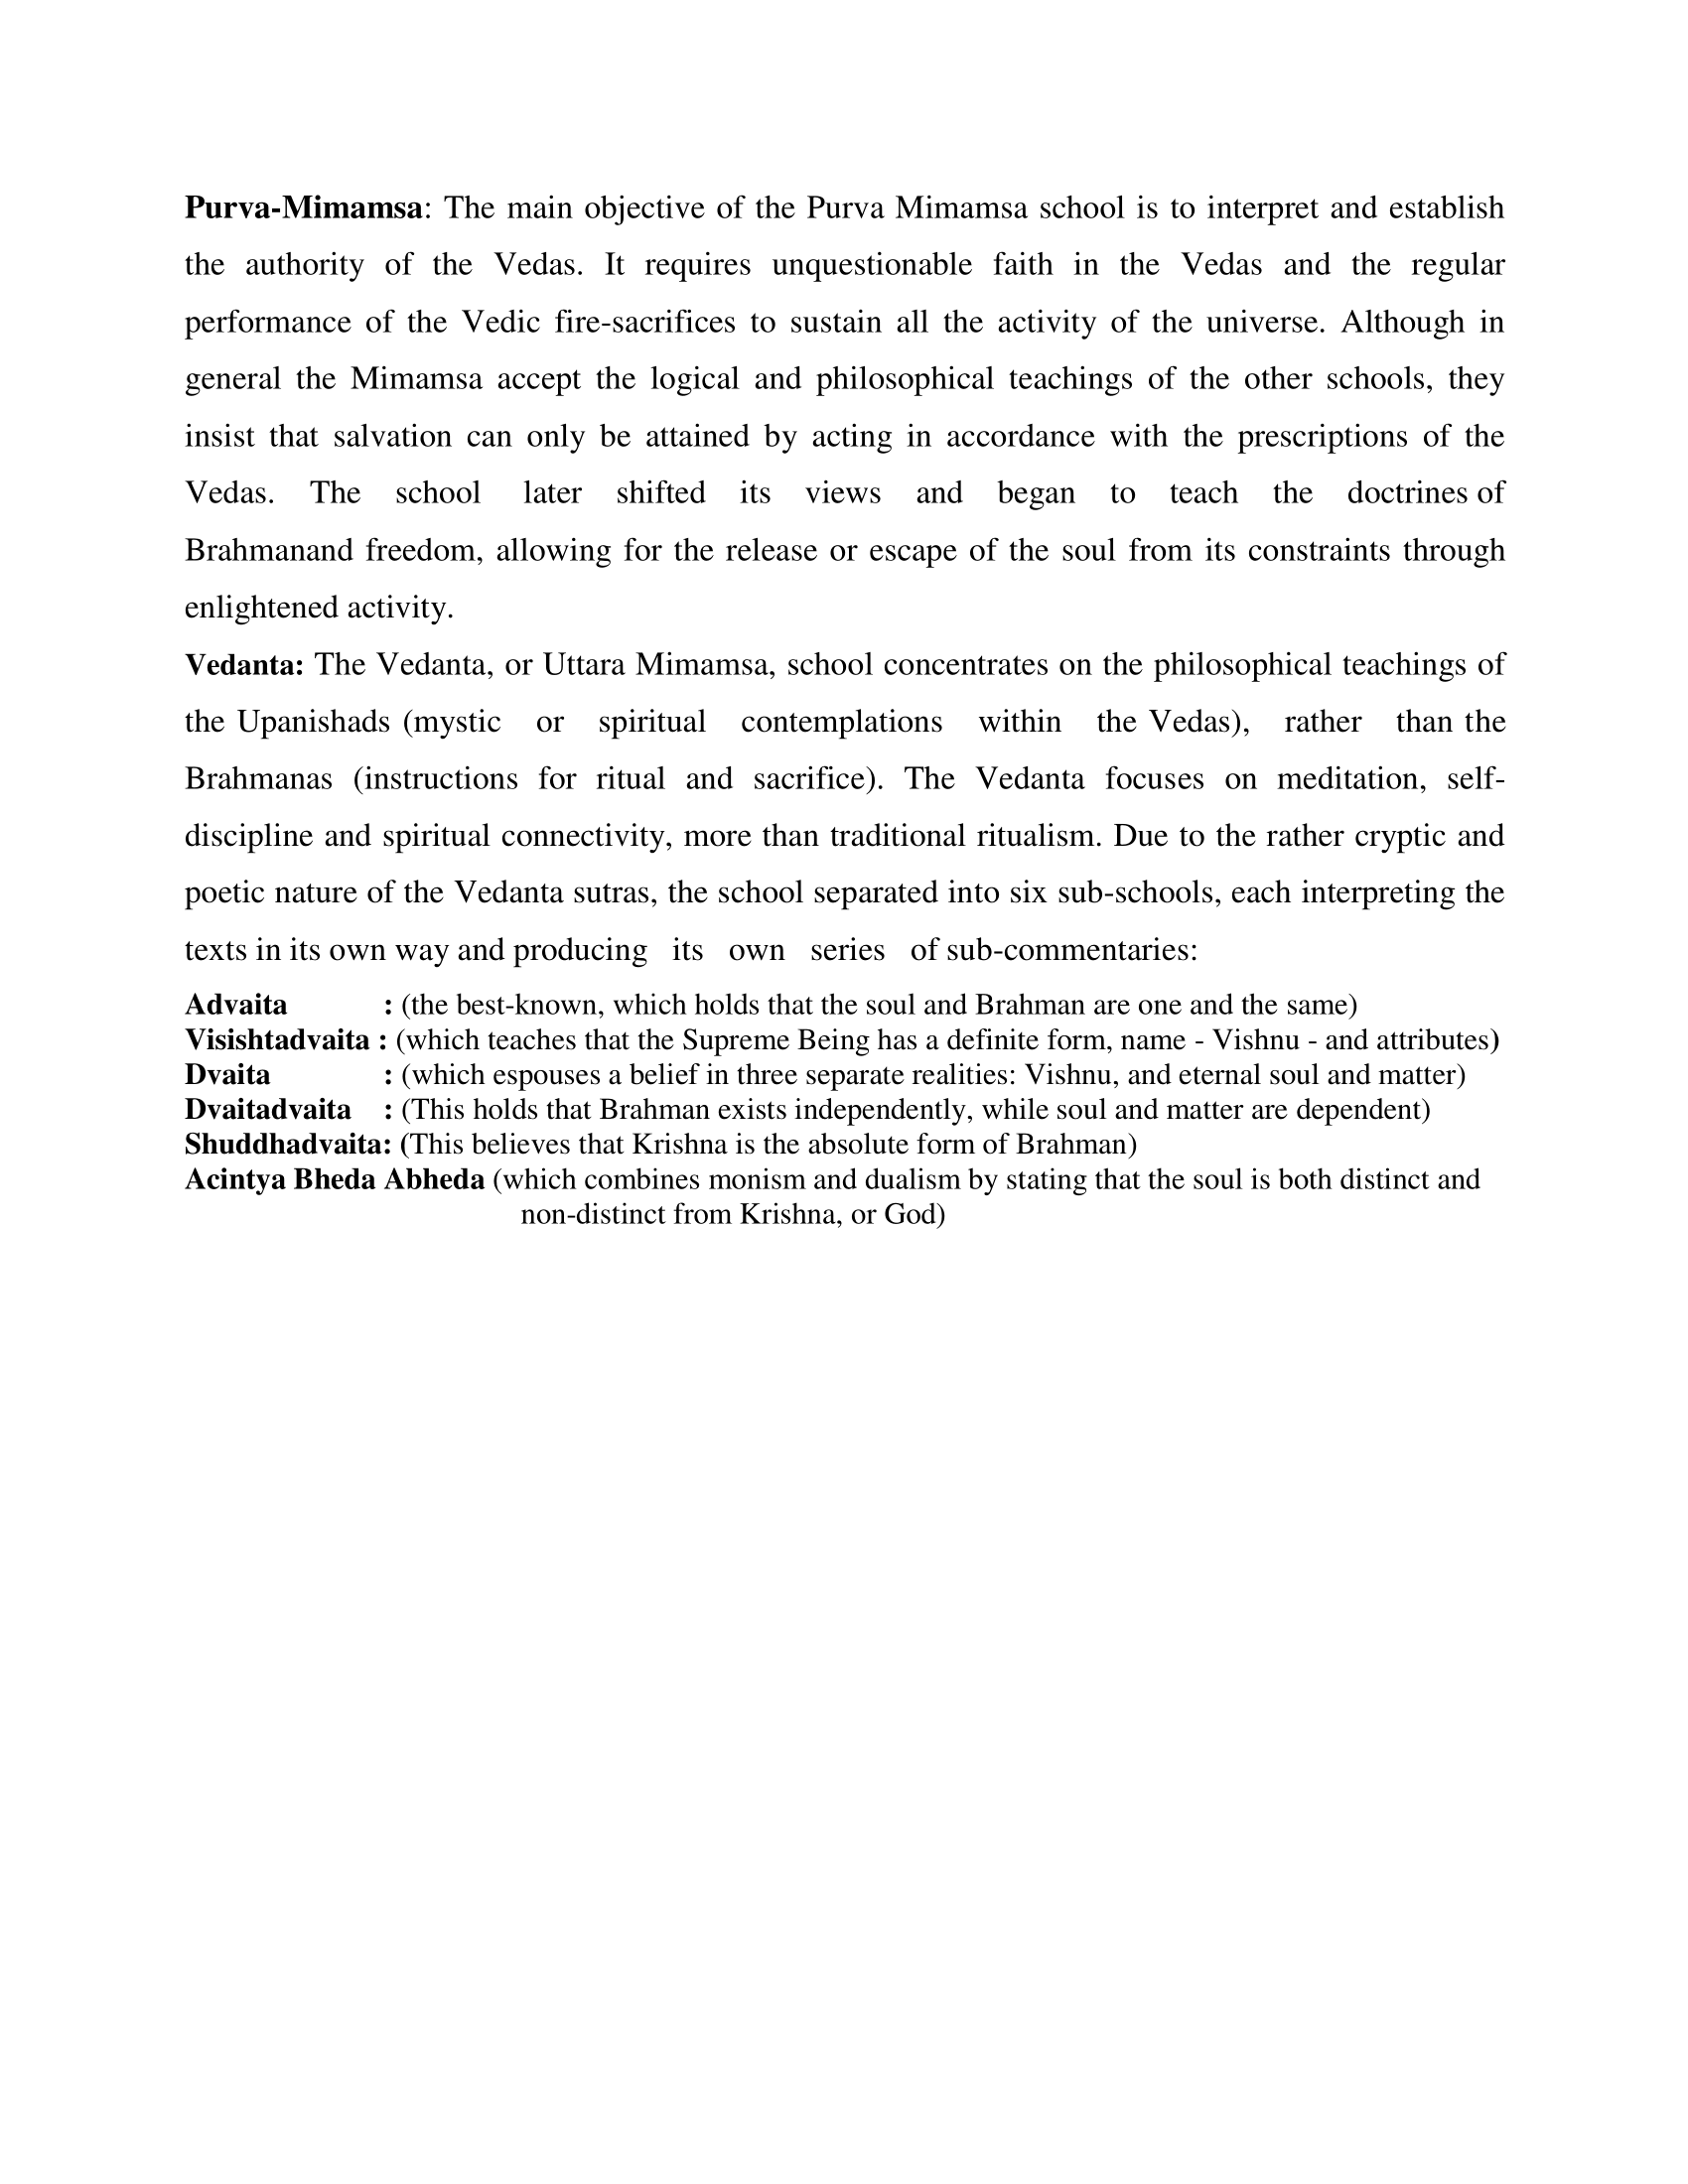 Purva-Mimamsa: The main objective of the Purva Mimamsa school is to interpret and establish
the authority of the Vedas. It requires unquestionable faith in the Vedas and the regular
performance of the Vedic fire-sacrifices to sustain all the activity of the universe. Although in
general the Mimamsa accept the logical and philosophical teachings of the other schools, they
insist that salvation can only be attained by acting in accordance with the prescriptions of the
Vedas. The school later shifted its views and began to teach the doctrines of
Brahmanand freedom, allowing for the release or escape of the soul from its constraints through
enlightened activity.
Vedanta: The Vedanta, or Uttara Mimamsa, school concentrates on the philosophical teachings of
the Upanishads (mystic or spiritual contemplations within the Vedas), rather than the
Brahmanas (instructions for ritual and sacrifice). The Vedanta focuses on meditation, self-
discipline and spiritual connectivity, more than traditional ritualism. Due to the rather cryptic and
poetic nature of the Vedanta sutras, the school separated into six sub-schools, each interpreting the
texts in its own way and producing its own series of sub-commentaries:
Advaita : (the best-known, which holds that the soul and Brahman are one and the same)
Visishtadvaita : (which teaches that the Supreme Being has a definite form, name - Vishnu - and attributes)
Dvaita : (which espouses a belief in three separate realities: Vishnu, and eternal soul and matter)
Dvaitadvaita : (This holds that Brahman exists independently, while soul and matter are dependent)
Shuddhadvaita: (This believes that Krishna is the absolute form of Brahman)
Acintya Bheda Abheda (which combines monism and dualism by stating that the soul is both distinct and
non-distinct from Krishna, or God)